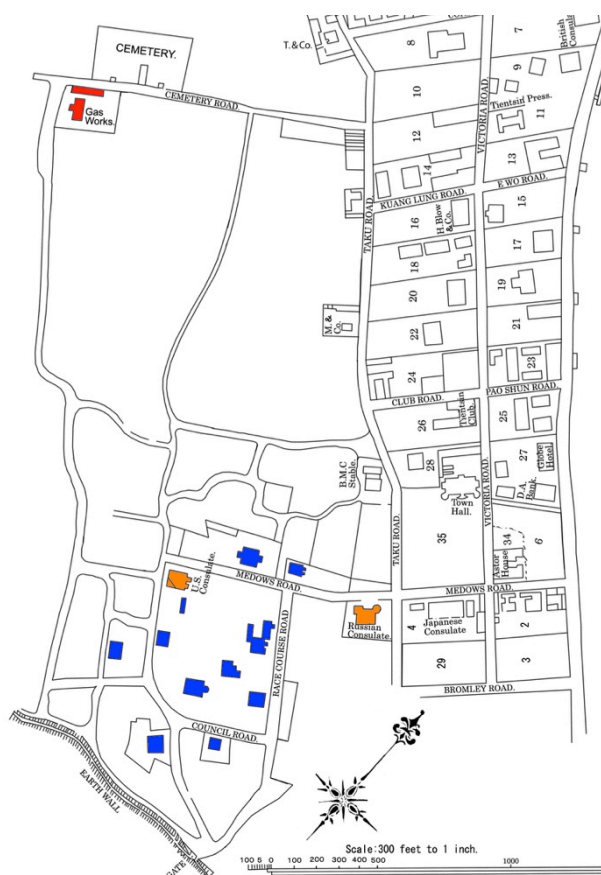 CEMETERY.
T. & Co.
8
7
British Consulate
9
10
CEMETERY ROAD.
Gas Works.
VICTORIA ROAD.
Tientsin Press.
11
12
13
14
E WO ROAD.
KUANG LUNG ROAD.
TAKU ROAD.
15
16
H.Blow & Co.
17
18
19
20
21
M. & Co.
22
23
24
PAO SHUN ROAD.
CLUB ROAD.
25
26
Tientsin Club.
27
Globe Hotel.
28
B.M.C Stable.
D.A. Bank.
Town Hall.
VICTORIA ROAD.
TAKU ROAD.
35
34
6
Astor House
U.S. Consulate.
MEDOWS ROAD.
MEDOWS ROAD.
Russian Consulate.
4
Japanese Consulate
2
RACE COURSE ROAD
29
3
BROMLEY ROAD.
COUNCIL ROAD.
EARTH WALL
GATE
Scale:300 feet to 1 inch.
100 5 0 100 200 300 400 500 1000